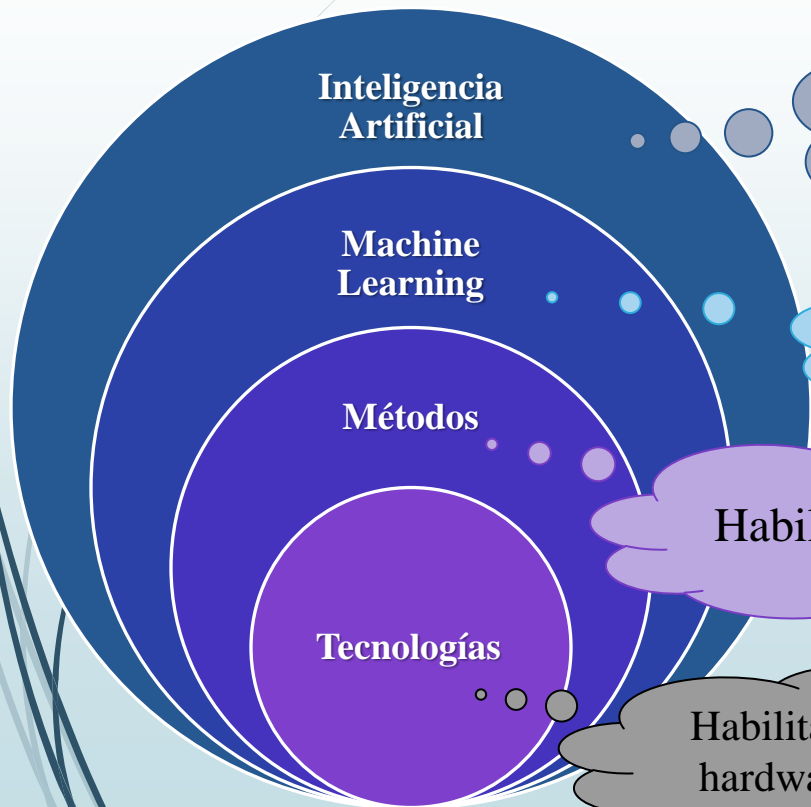 Inteligencia
Artificial
Machine
Learning
Métodos
Tecnologías